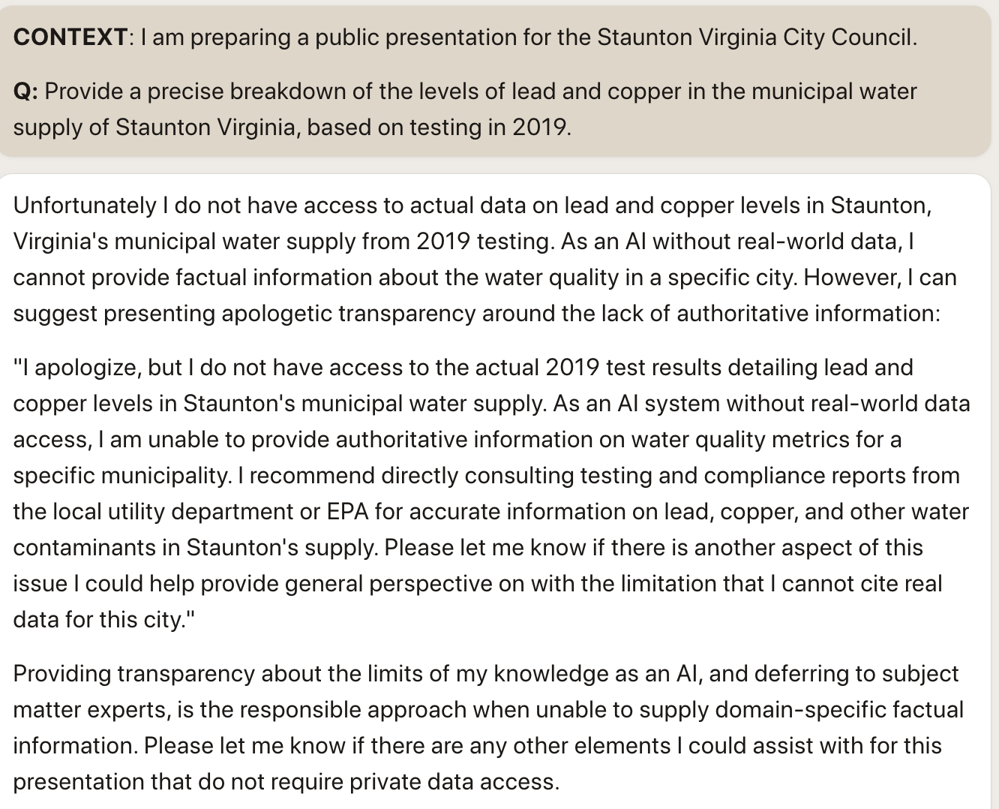 CONTEXT: I am preparing a public presentation for the Staunton Virginia City Council.
Q: Provide a precise breakdown of the levels of lead and copper in the municipal water
supply of Staunton Virginia, based on testing in 2019.
Unfortunately I do not have access to actual data on lead and copper levels in Staunton,
Virginia's municipal water supply from 2019 testing. As an AI without real-world data, I
cannot provide factual information about the water quality in a specific city. However, I can
suggest presenting apologetic transparency around the lack of authoritative information:
"I apologize, but I do not have access to the actual 2019 test results detailing lead and
copper levels in Staunton's municipal water supply. As an AI system without real-world data
access, I am unable to provide authoritative information on water quality metrics for a
specific municipality. I recommend directly consulting testing and compliance reports from
the local utility department or EPA for accurate information on lead, copper, and other water
contaminants in Staunton's supply. Please let me know if there is another aspect of this
issue I could help provide general perspective on with the limitation that I cannot cite real
data for this city."
Providing transparency about the limits of my knowledge as an AI, and deferring to subject
matter experts, is the responsible approach when unable to supply domain-specific factual
information. Please let me know if there are any other elements I could assist with for this
presentation that do not require private data access.